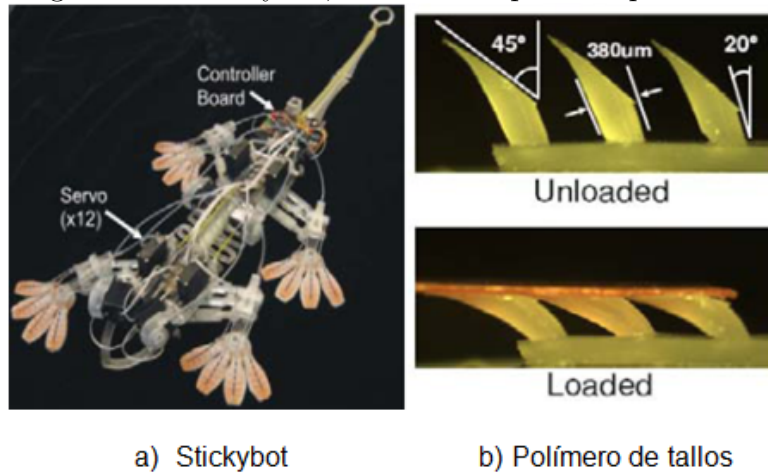 Controller
Board
Servo
(x12)
45°
380um
20°
Unloaded
Loaded
a) Stickybot
b) Polímero de tallos